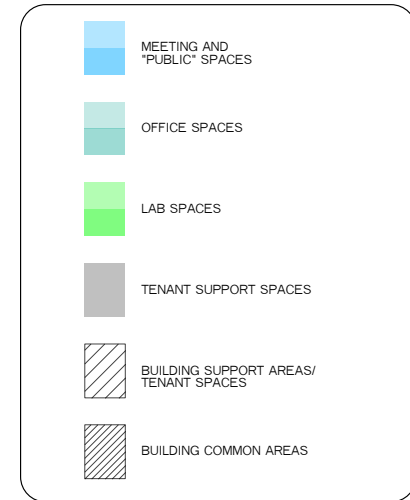 MEETING AND
"PUBLIC" SPACES
OFFICE SPACES
LAB SPACES
TENANT SUPPORT SPACES
BUILDING SUPPORT AREAS/
TENANT SPACES
BUILDING COMMON AREAS